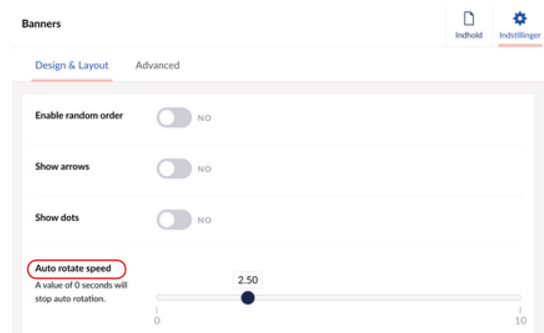 Banners
Indhold
Indstillinger
Design & Layout
Advanced
Enable random order
NO
Show arrows
NO
Show dots
NO
Auto rotate speed
A value of 0 seconds will
stop auto rotation.
2.50
0
10